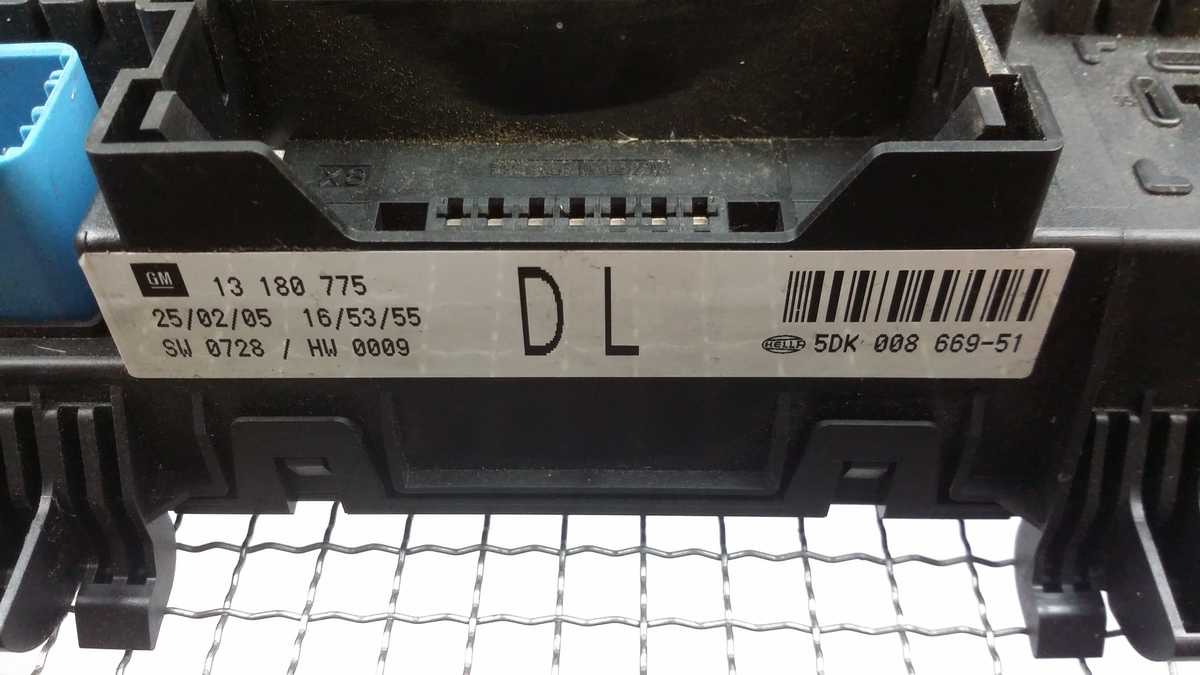 X8
GM 13 180 775
25/02/05 16/53/55
SW 0728 / HW 0009
DL
HELLA 5DK 008 669-51